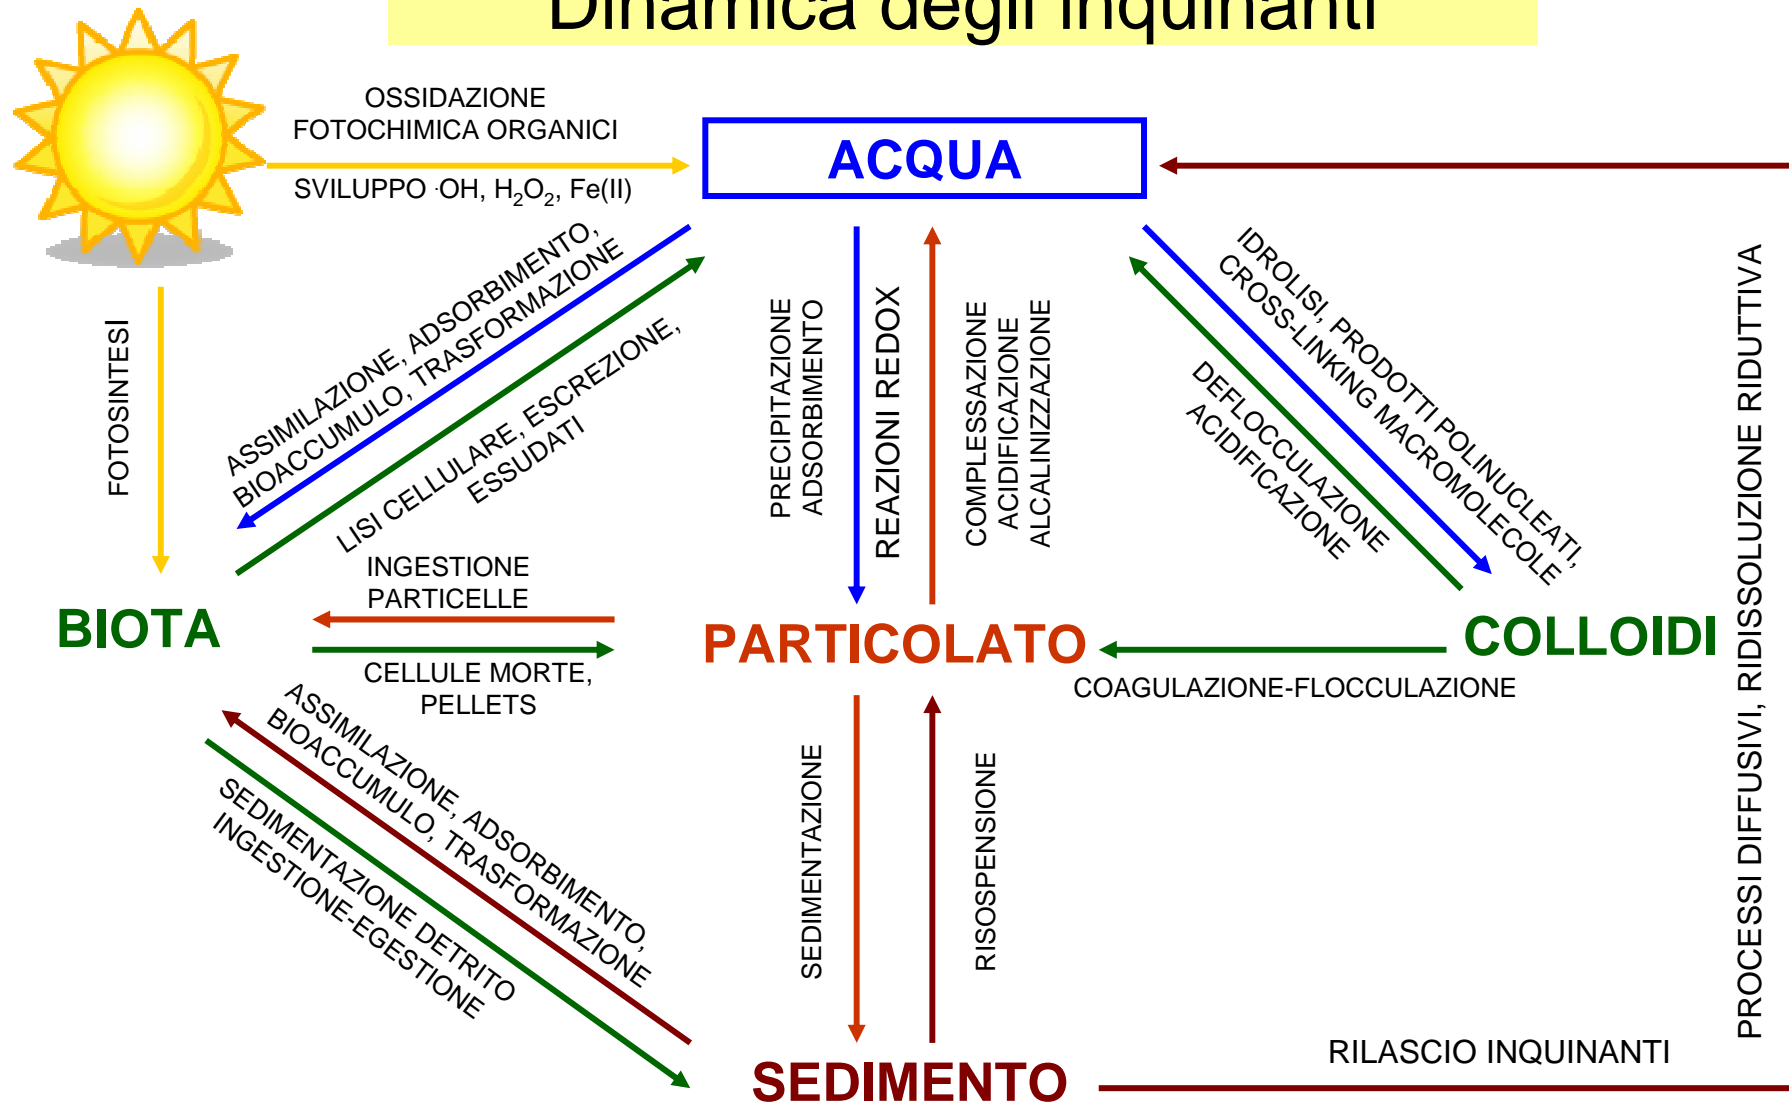 Dinamica degli inquinanti
OSSIDAZIONE
FOTOCHIMICA ORGANICI
SVILUPPO ·OH, H₂O₂, Fe(II)
ACQUA
FOTOSINTESI
ASSIMILAZIONE, ADSORBIMENTO,
BIOACCUMULO, TRASFORMAZIONE
LISI CELLULARE, ESCREZIONE,
ESSUDATI
PRECIPITAZIONE
ADSORBIMENTO
REAZIONI REDOX
COMPLESSAZIONE
ACIDIFICAZIONE
ALCALINIZZAZIONE
IDROLISI, PRODOTTI POLINUCLEATI,
CROSS-LINKING MACROMOLECOLE
DEFLOCCULAZIONE
ACIDIFICAZIONE
PROCESSI DIFFUSIVI, RIDISSOLUZIONE RIDUTTIVA
BIOTA
INGESTIONE
PARTICELLE
CELLULE MORTE,
PELLETS
PARTICOLATO
COLLOIDI
COAGULAZIONE-FLOCCULAZIONE
ASSIMILAZIONE, ADSORBIMENTO,
BIOACCUMULO, TRASFORMAZIONE
SEDIMENTAZIONE DETRITO
INGESTIONE-EGESTIONE
SEDIMENTAZIONE
RISOSPENSIONE
SEDIMENTO
RILASCIO INQUINANTI